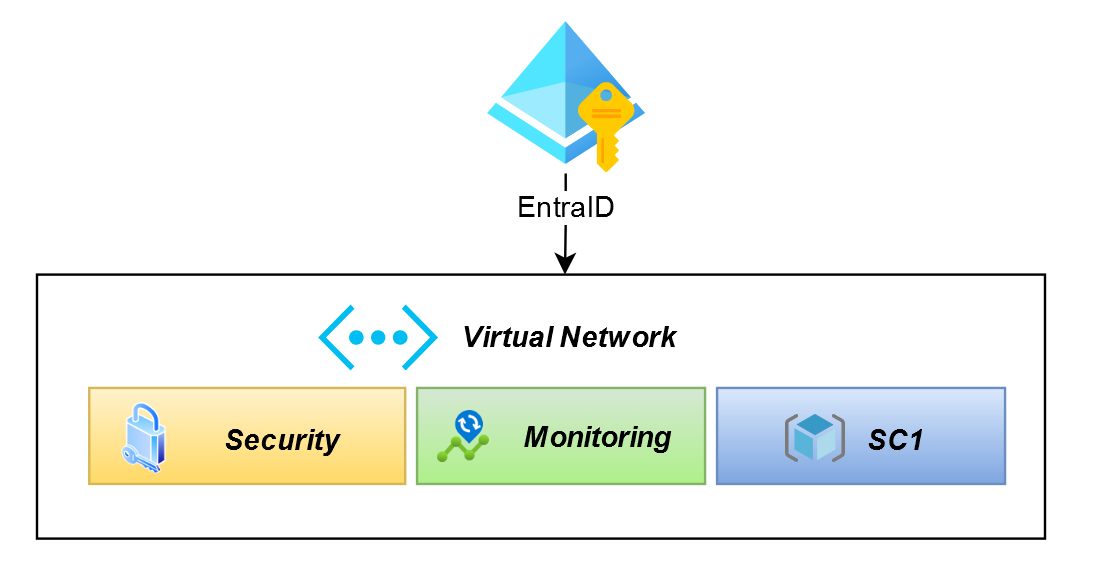 EntraID
Virtual Network
Security
Monitoring
SC1